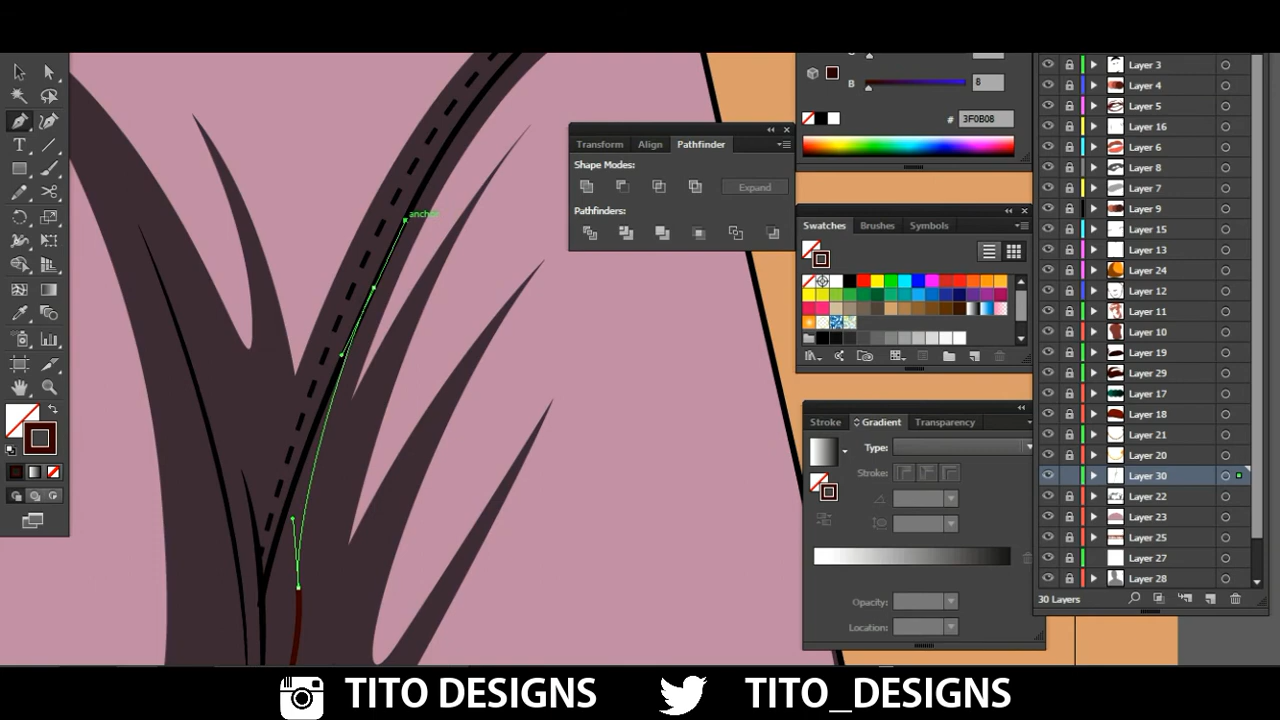 Layer 3
Layer 4
Layer 5
Layer 16
Layer 6
Layer 8
Layer 7
Layer 9
Layer 15
Layer 13
Layer 24
Layer 12
Layer 11
Layer 10
Layer 19
Layer 29
Layer 17
Layer 18
Layer 21
Layer 20
Layer 30
Layer 22
Layer 23
Layer 25
Layer 27
Layer 28
30 Layers
B 8
# 3F0B08
Transform Align Pathfinder
Shape Modes:
Expand
Pathfinders:
Swatches Brushes Symbols
Stroke Gradient Transparency
Type:
Stroke:
Opacity:
Location:
T
TITO DESIGNS TITO_DESIGNS